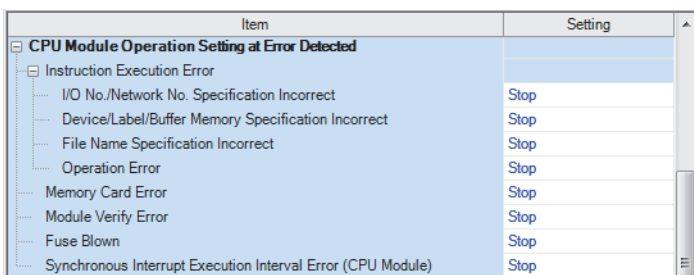 Item Setting
CPU Module Operation Setting at Error Detected
Instruction Execution Error
I/O No./Network No. Specification Incorrect Stop
Device/Label/Buffer Memory Specification Incorrect Stop
File Name Specification Incorrect Stop
Operation Error Stop
Memory Card Error Stop
Module Verify Error Stop
Fuse Blown Stop
Synchronous Interrupt Execution Interval Error (CPU Module) Stop